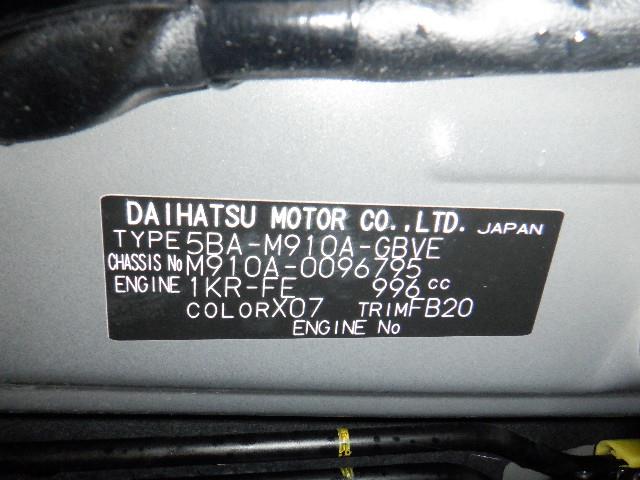 DAIHATSU MOTOR CO.,LTD. JAPAN
TYPE 5BA-M910A-GBVE
CHASSIS No M910A-0096795
ENGINE 1KR-FE 996 cc
COLOR X07 TRIM FB20
ENGINE No